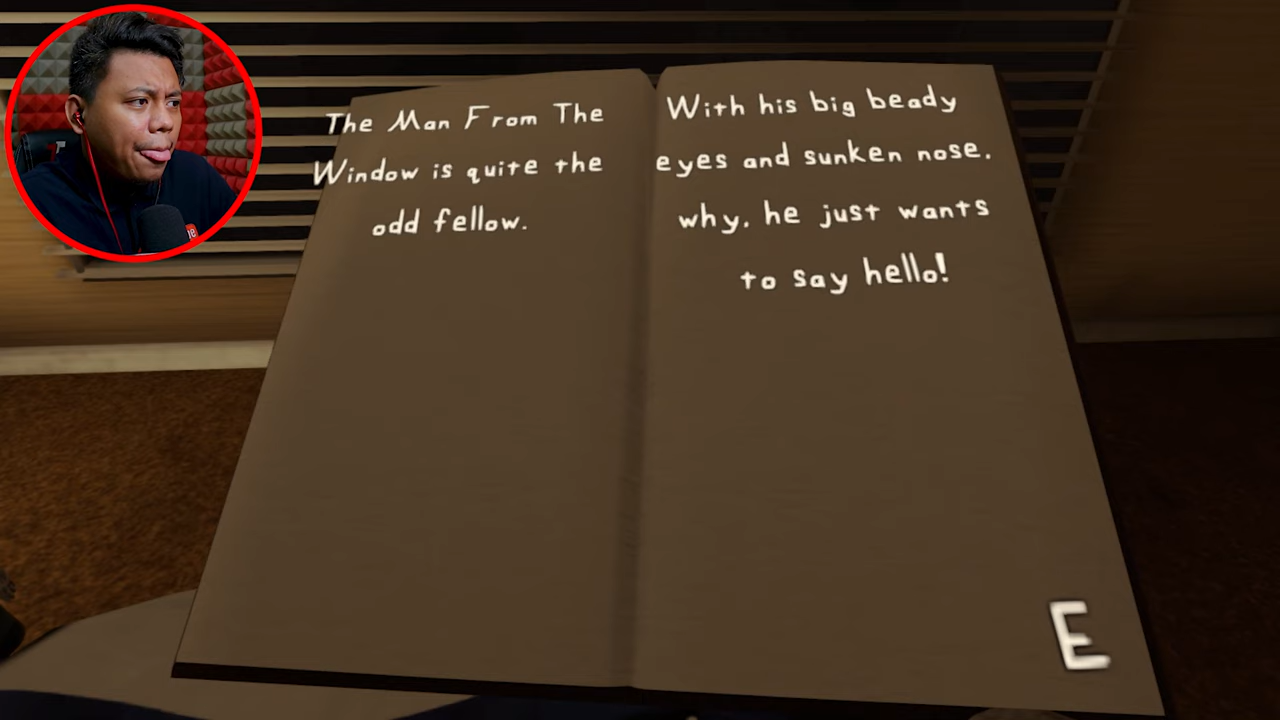 The Man From The
Window is quite the
odd fellow.
With his big beady
eyes and sunken nose.
why, he just wants
to say hello!
E